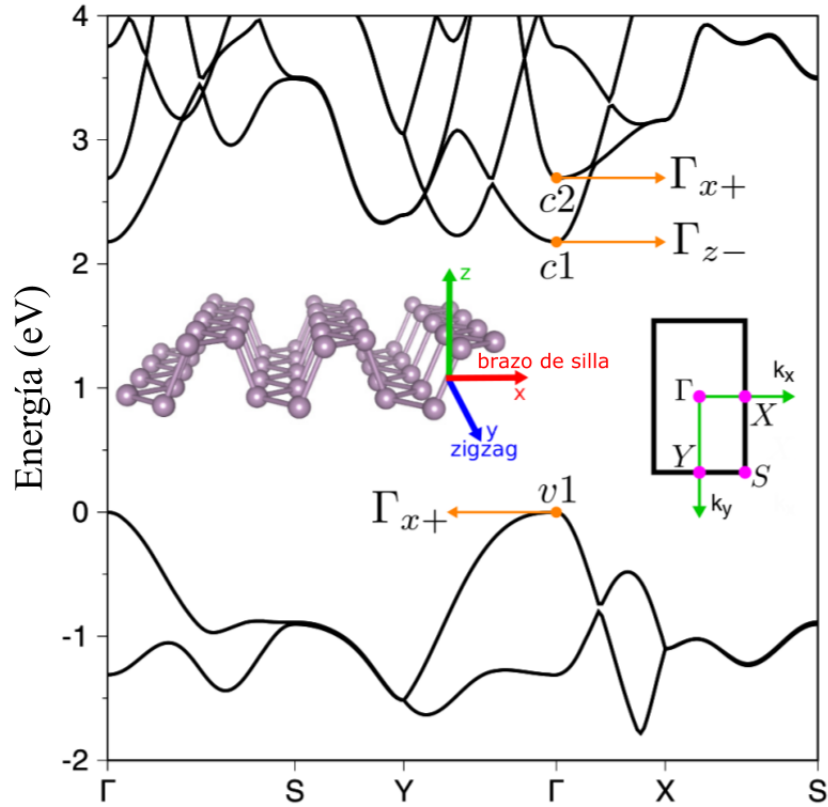 4
3
2
1
0
-1
-2
Energía (eV)
Γ
S
Y
Γ
X
S
c2
Γx+
c1
Γz−
z
brazo de silla
x
y
zigzag
kx
Γ
X
Y
S
ky
Γx+
v1